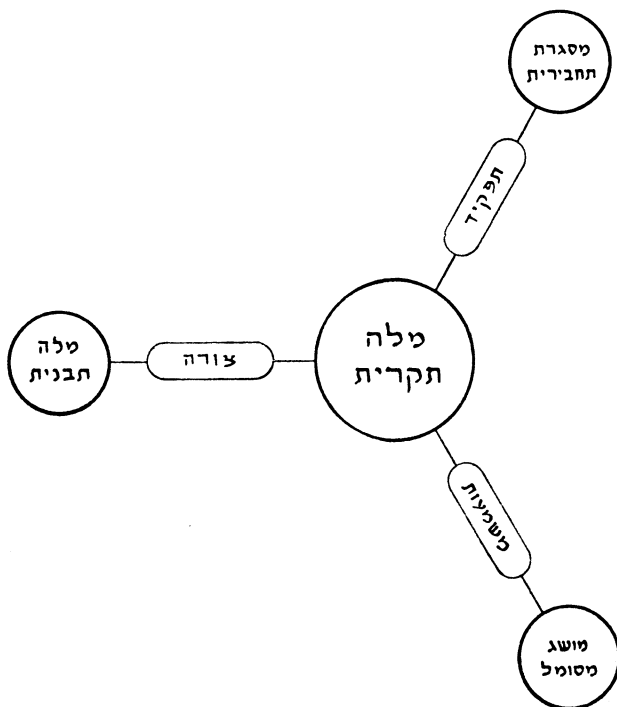 מסגרת
תחבירית
תפקיד
מלה
תקרית
צורה
מלה
תבנית
משמעות
מושג
מסומל